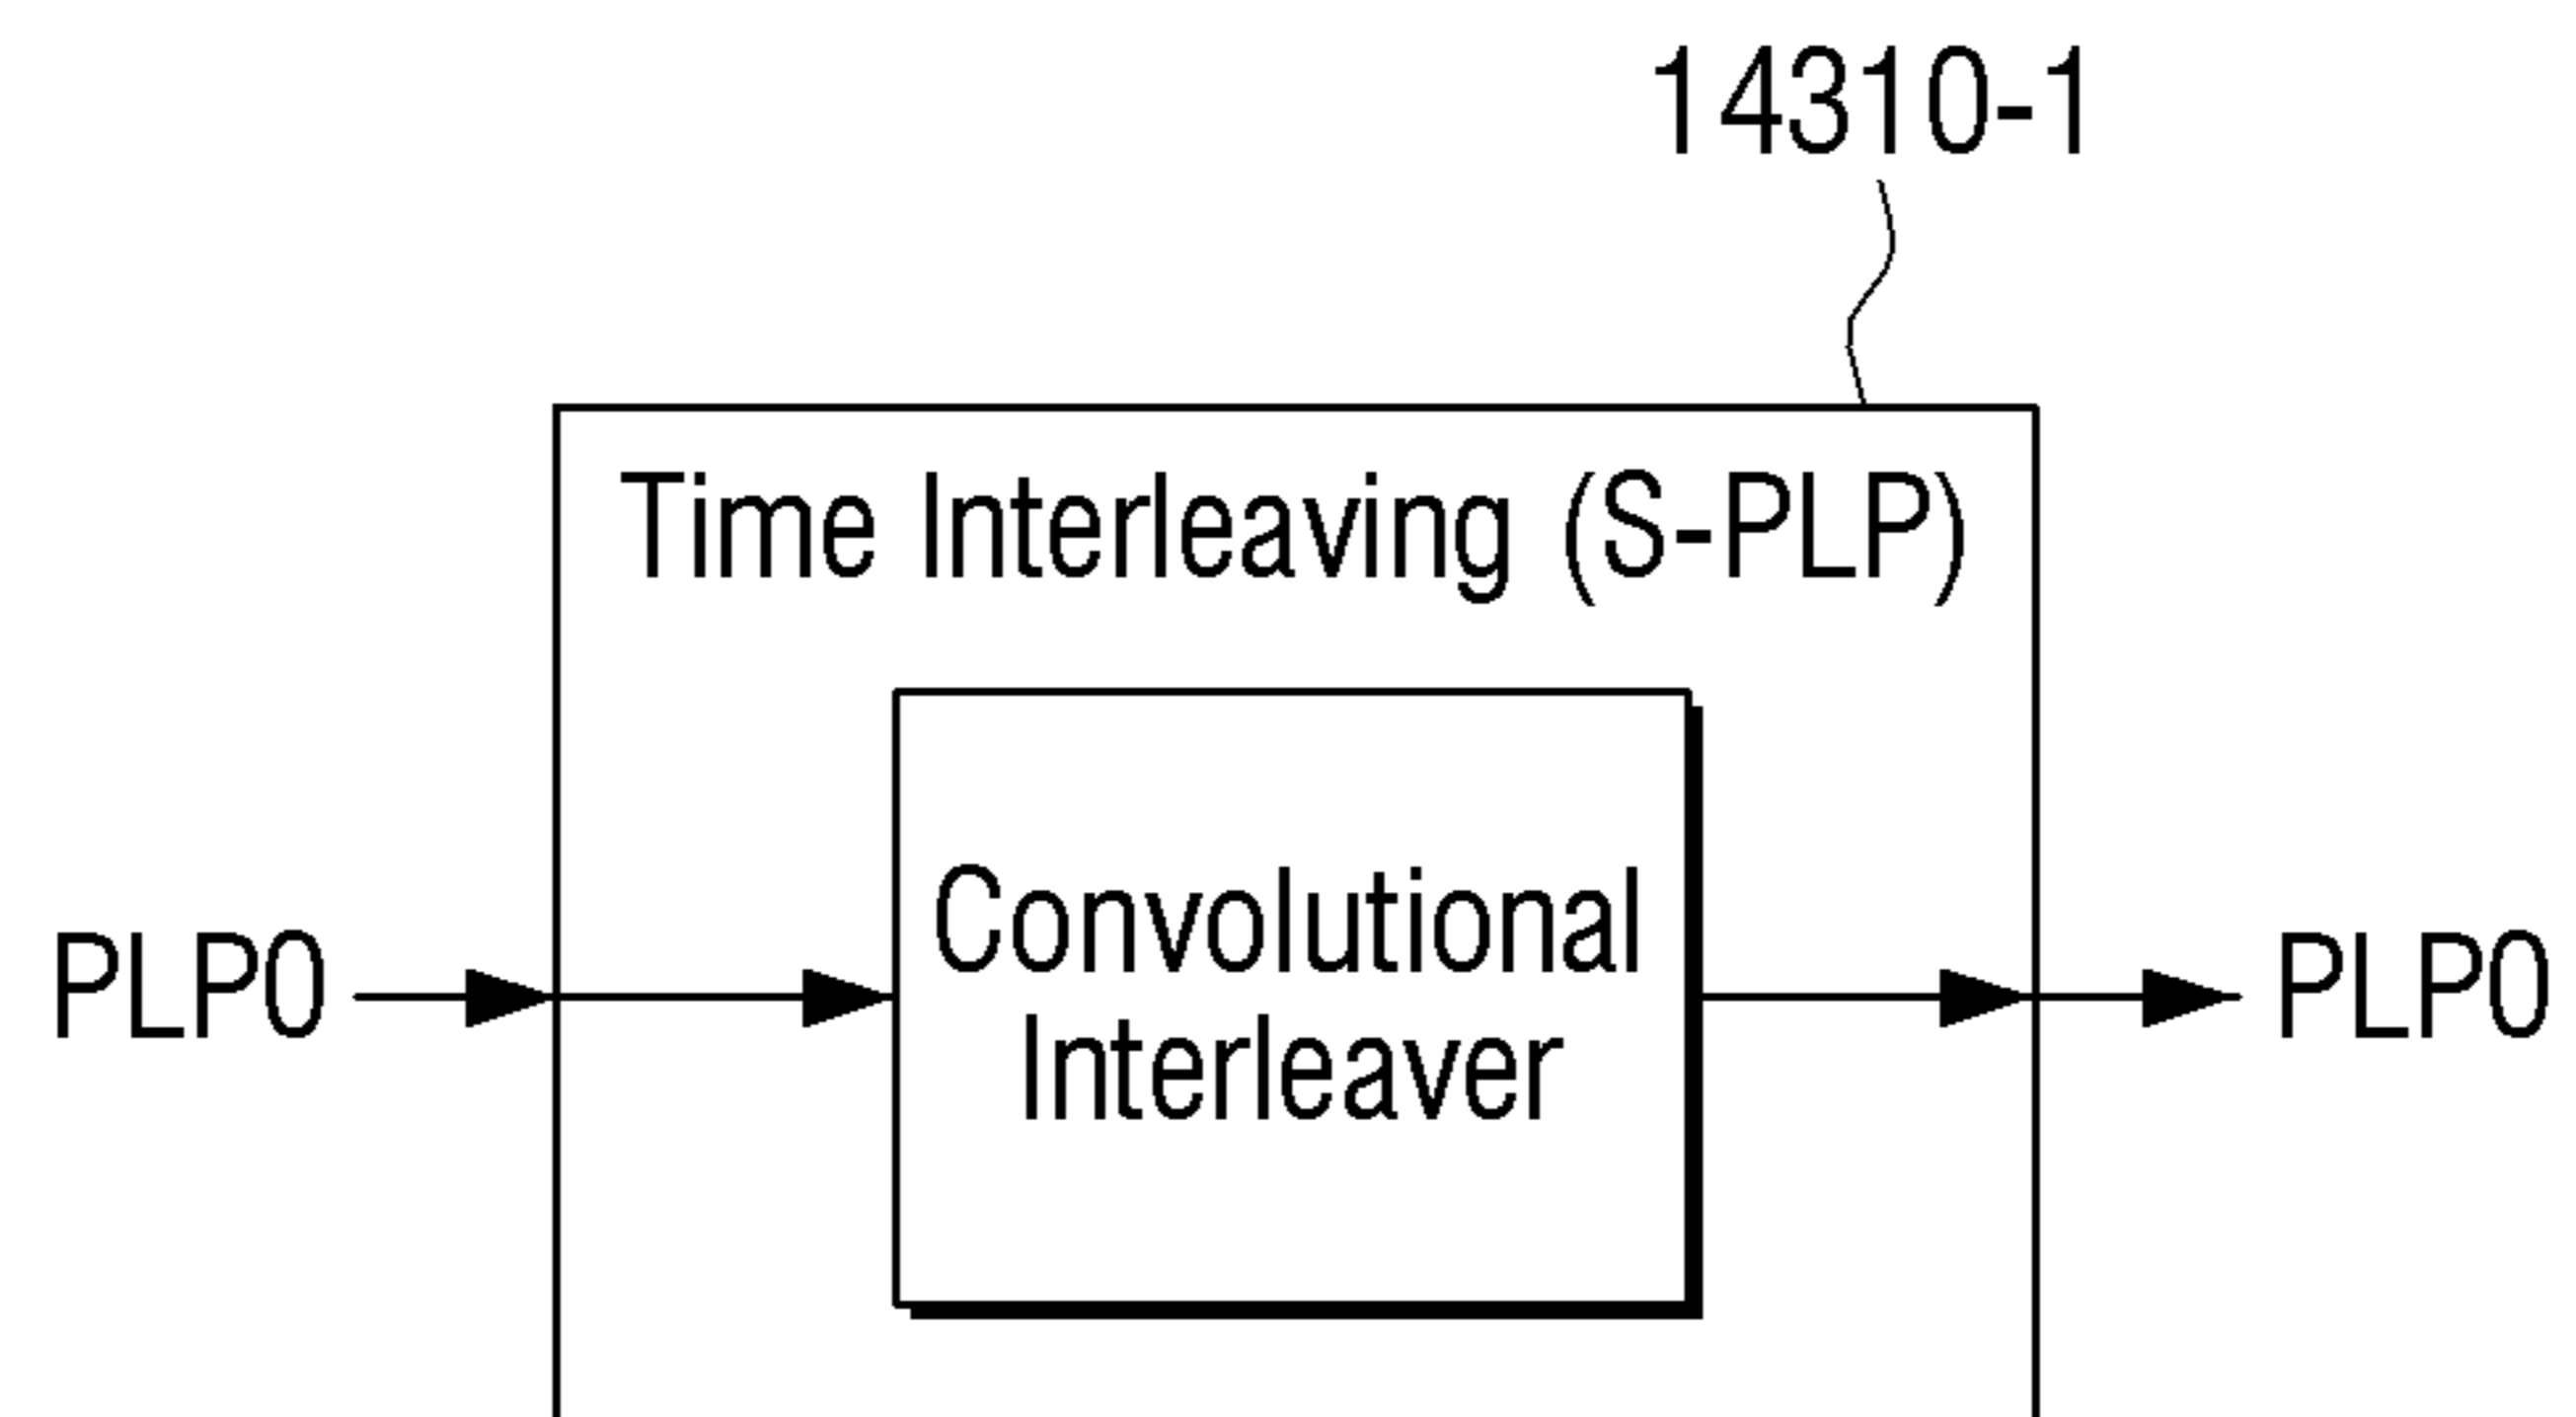 14310-1
Time Interleaving (S-PLP)
Convolutional
Interleaver
PLP0
PLP0